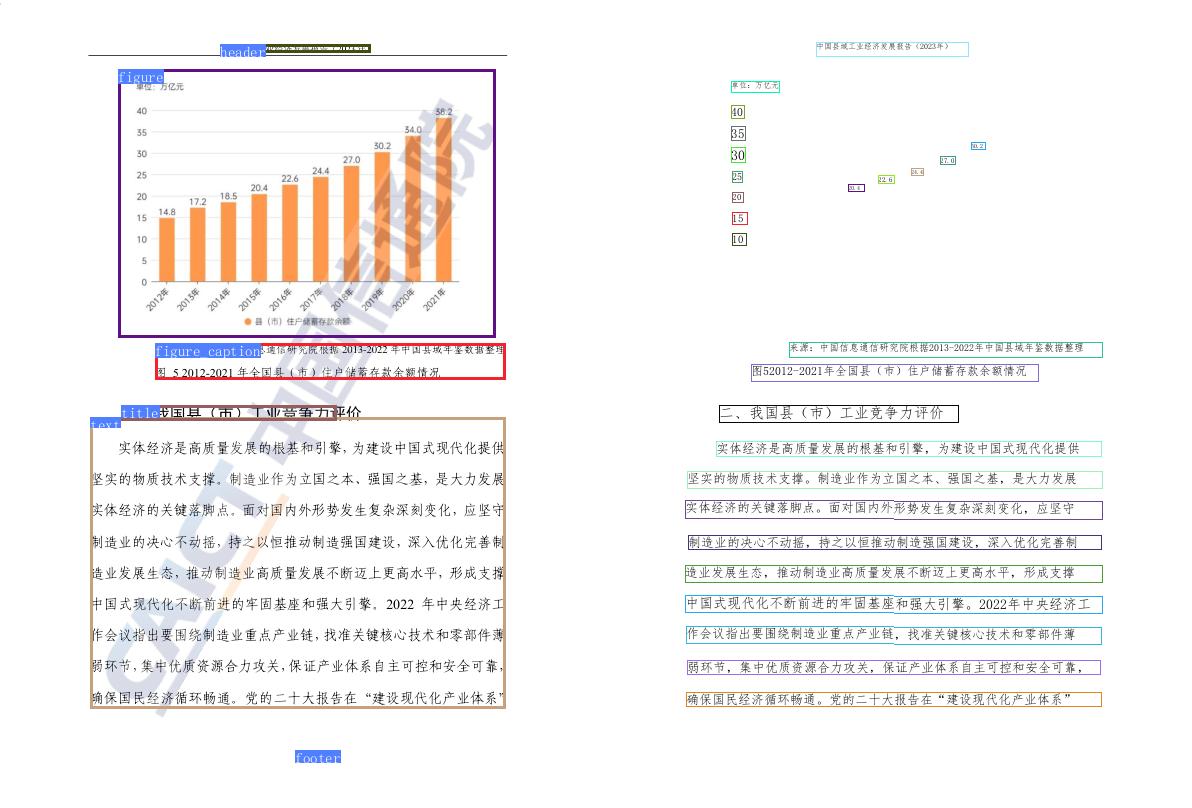 header
figure
单位：万亿元
40
35
30
25
20
15
10
5
0
14.8
17.2
18.5
20.4
22.6
24.4
27.0
30.2
34.0
38.2
2012年
2013年
2014年
2015年
2016年
2017年
2018年
2019年
2020年
2021年
县（市）住户储蓄存款余额
figure caption
通信研究院根据 2013-2022 年中国县域年鉴数据整理
图 5 2012-2021 年全国县（市）住户储蓄存款余额情况
title
我国县（市）工业竞争力评价
text
实体经济是高质量发展的根基和引擎，为建设中国式现代化提供
坚实的物质技术支撑。制造业作为立国之本、强国之基，是大力发展
实体经济的关键落脚点。面对国内外形势发生复杂深刻变化，应坚守
制造业的决心不动摇，持之以恒推动制造强国建设，深入优化完善制
造业发展生态，推动制造业高质量发展不断迈上更高水平，形成支撑
中国式现代化不断前进的牢固基座和强大引擎。2022 年中央经济工
作会议指出要围绕制造业重点产业链，找准关键核心技术和零部件薄
弱环节，集中优质资源合力攻关，保证产业体系自主可控和安全可靠，
确保国民经济循环畅通。党的二十大报告在“建设现代化产业体系”
footer
CAICT 中国信通院
中国县域工业经济发展报告（2023年）
单位：万亿元
40
35
30
25
20
15
10
30.2
27.0
24.4
22.6
20.4
来源：中国信息通信研究院根据2013-2022年中国县域年鉴数据整理
图52012-2021年全国县（市）住户储蓄存款余额情况
二、我国县（市）工业竞争力评价
实体经济是高质量发展的根基和引擎，为建设中国式现代化提供
坚实的物质技术支撑。制造业作为立国之本、强国之基，是大力发展
实体经济的关键落脚点。面对国内外形势发生复杂深刻变化，应坚守
制造业的决心不动摇，持之以恒推动制造强国建设，深入优化完善制
造业发展生态，推动制造业高质量发展不断迈上更高水平，形成支撑
中国式现代化不断前进的牢固基座和强大引擎。2022年中央经济工
作会议指出要围绕制造业重点产业链，找准关键核心技术和零部件薄
弱环节，集中优质资源合力攻关，保证产业体系自主可控和安全可靠，
确保国民经济循环畅通。党的二十大报告在“建设现代化产业体系”